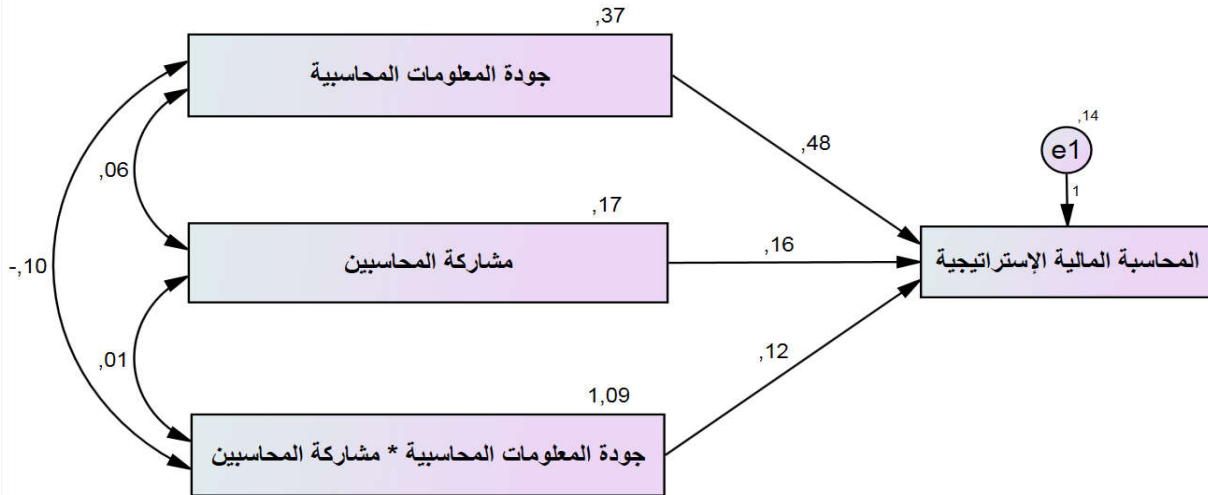 ,37
جودة المعلومات المحاسبية
,14
e1
,48
,06
1
,17
مشاركة المحاسبين
,16
المحاسبة المالية الإستراتيجية
-,10
,01
,12
1,09
جودة المعلومات المحاسبية * مشاركة المحاسبين